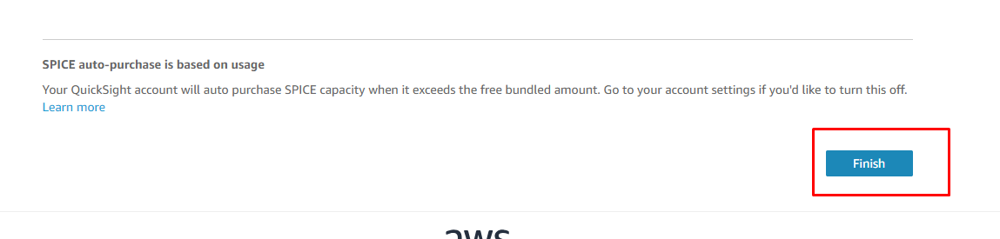 SPICE auto-purchase is based on usage
Your QuickSight account will auto purchase SPICE capacity when it exceeds the free bundled amount. Go to your account settings if you'd like to turn this off.
Learn more
Finish
aws